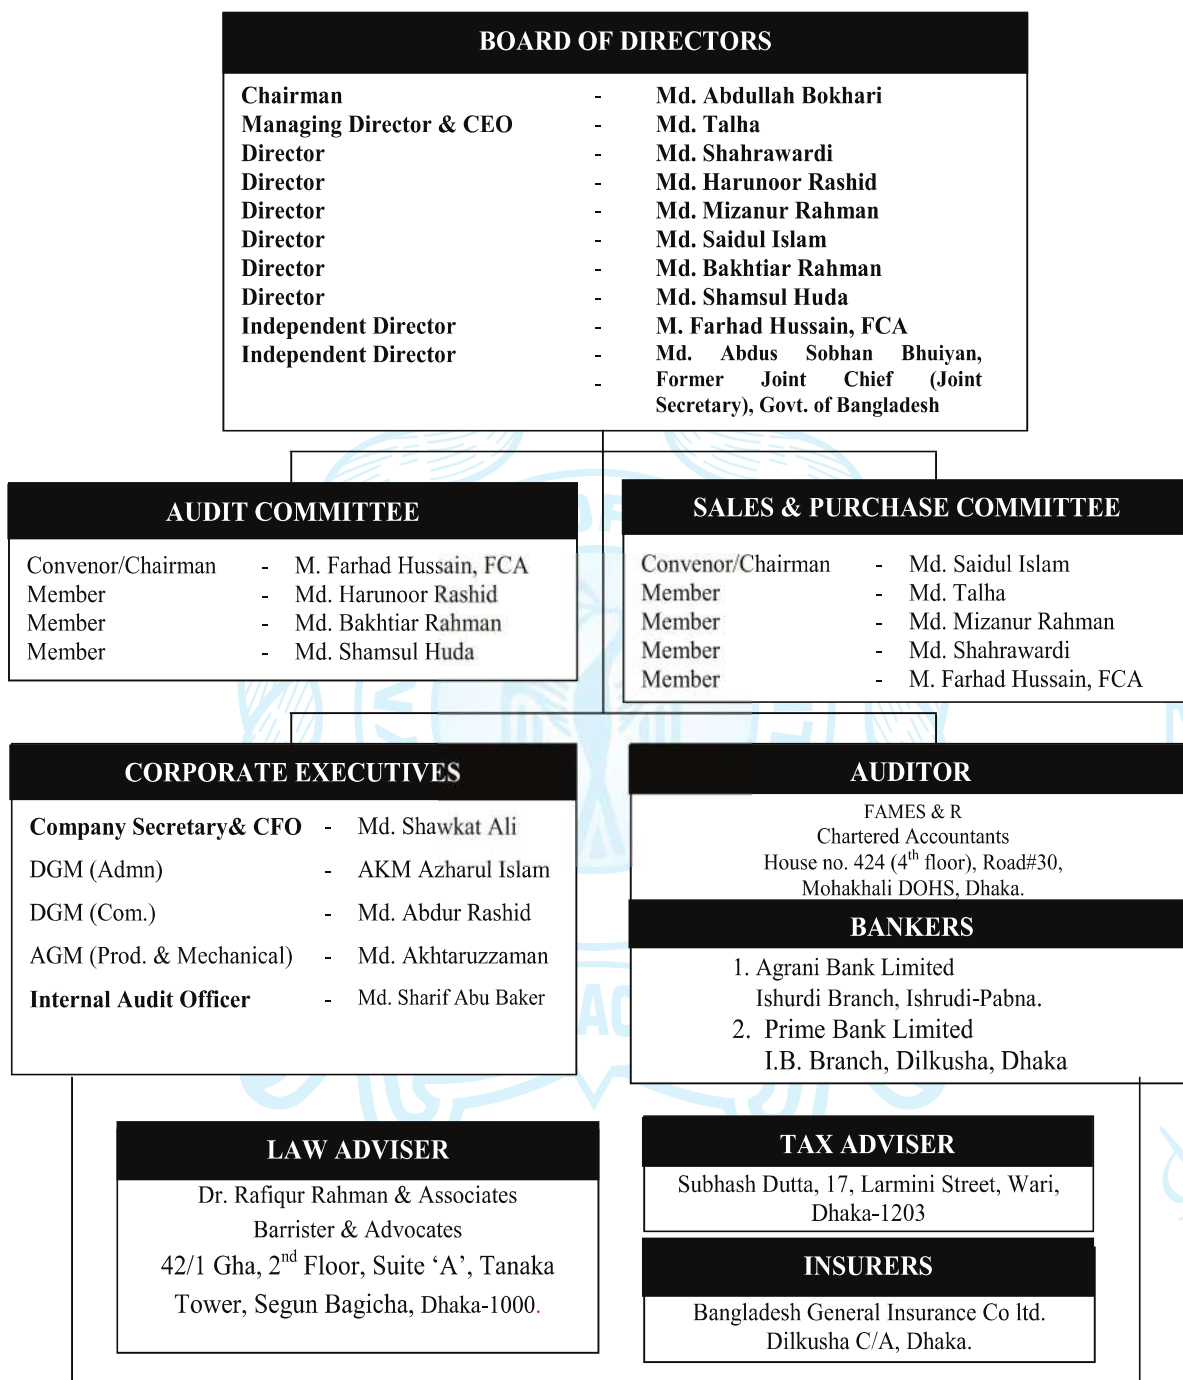 BOARD OF DIRECTORS
Chairman - Md. Abdullah Bokhari
Managing Director & CEO - Md. Talha
Director - Md. Shahrawardi
Director - Md. Harunoor Rashid
Director - Md. Mizanur Rahman
Director - Md. Saidul Islam
Director - Md. Bakhtiar Rahman
Director - Md. Shamsul Huda
Independent Director - M. Farhad Hussain, FCA
Independent Director - Md. Abdus Sobhan Bhuiyan,
- Former Joint Chief (Joint
Secretary), Govt. of Bangladesh
AUDIT COMMITTEE
Convenor/Chairman - M. Farhad Hussain, FCA
Member - Md. Harunoor Rashid
Member - Md. Bakhtiar Rahman
Member - Md. Shamsul Huda
SALES & PURCHASE COMMITTEE
Convenor/Chairman - Md. Saidul Islam
Member - Md. Talha
Member - Md. Mizanur Rahman
Member - Md. Shahrawardi
Member - M. Farhad Hussain, FCA
CORPORATE EXECUTIVES
Company Secretary& CFO - Md. Shawkat Ali
DGM (Admn) - AKM Azharul Islam
DGM (Com.) - Md. Abdur Rashid
AGM (Prod. & Mechanical) - Md. Akhtaruzzaman
Internal Audit Officer - Md. Sharif Abu Baker
AUDITOR
FAMES & R
Chartered Accountants
House no. 424 (4th floor), Road#30,
Mohakhali DOHS, Dhaka.
BANKERS
1. Agrani Bank Limited
Ishurdi Branch, Ishrudi-Pabna.
2. Prime Bank Limited
I.B. Branch, Dilkusha, Dhaka
LAW ADVISER
Dr. Rafiqur Rahman & Associates
Barrister & Advocates
42/1 Gha, 2nd Floor, Suite ‘A’, Tanaka
Tower, Segun Bagicha, Dhaka-1000.
TAX ADVISER
Subhash Dutta, 17, Larmini Street, Wari,
Dhaka-1203
INSURERS
Bangladesh General Insurance Co ltd.
Dilkusha C/A, Dhaka.